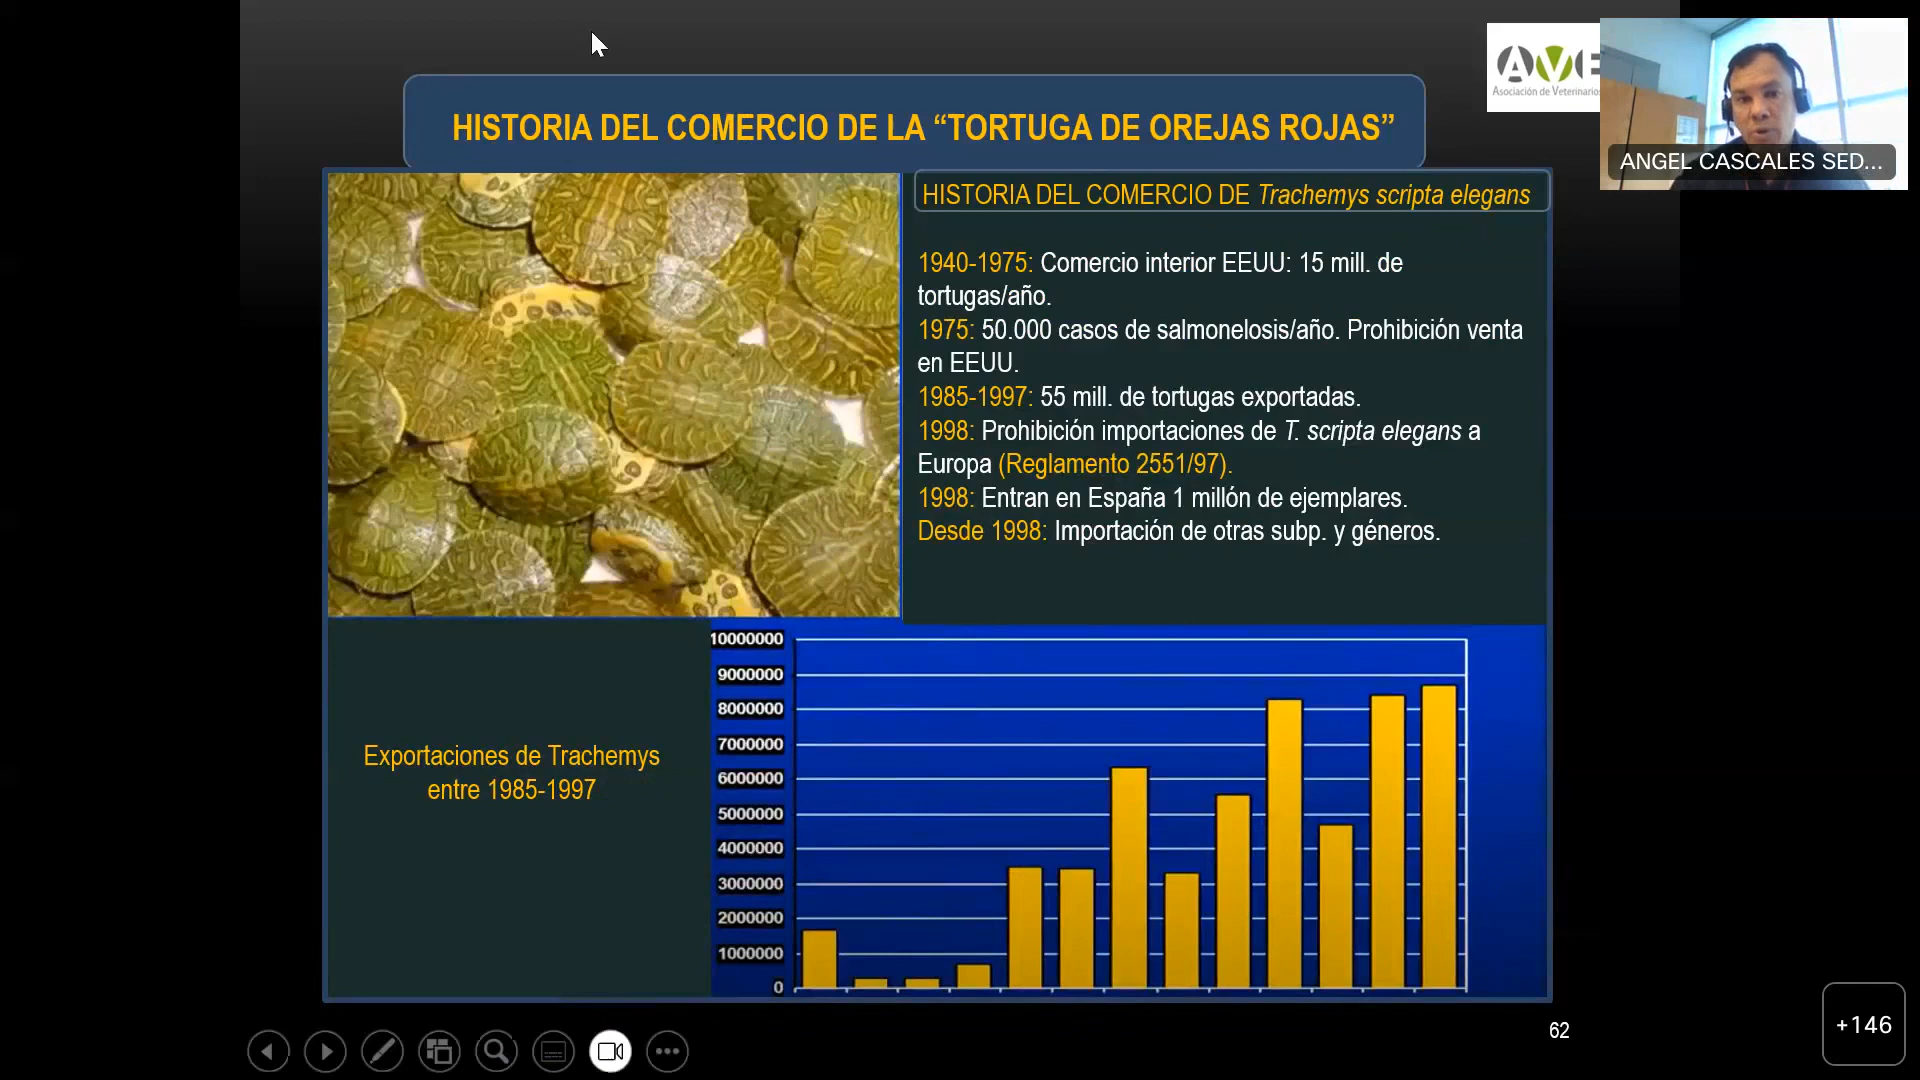 HISTORIA DEL COMERCIO DE LA “TORTUGA DE OREJAS ROJAS”
AVE
Asociación de Veterinarios
ANGEL CASCALES SED...
HISTORIA DEL COMERCIO DE Trachemys scripta elegans
1940-1975: Comercio interior EEUU: 15 mill. de
tortugas/año.
1975: 50.000 casos de salmonelosis/año. Prohibición venta
en EEUU.
1985-1997: 55 mill. de tortugas exportadas.
1998: Prohibición importaciones de T. scripta elegans a
Europa (Reglamento 2551/97).
1998: Entran en España 1 millón de ejemplares.
Desde 1998: Importación de otras subp. y géneros.
Exportaciones de Trachemys
entre 1985-1997
10000000
9000000
8000000
7000000
6000000
5000000
4000000
3000000
2000000
1000000
0
62
+146